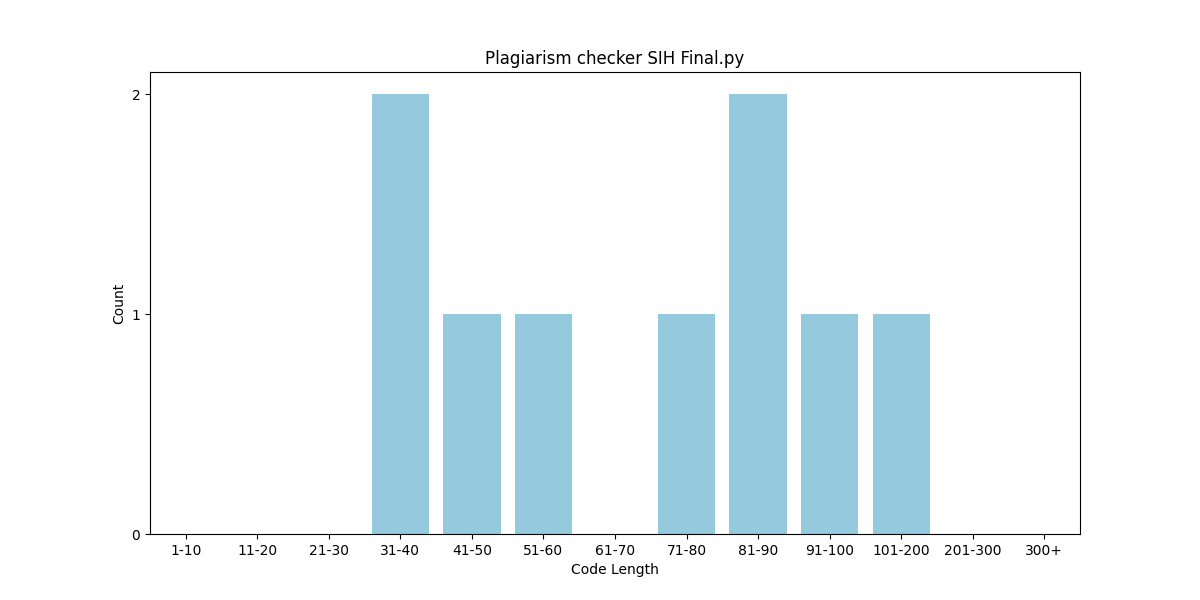 Plagiarism checker SIH Final.py
2
1
0
Count
1-10 11-20 21-30 31-40 41-50 51-60 61-70 71-80 81-90 91-100 101-200 201-300 300+
Code Length